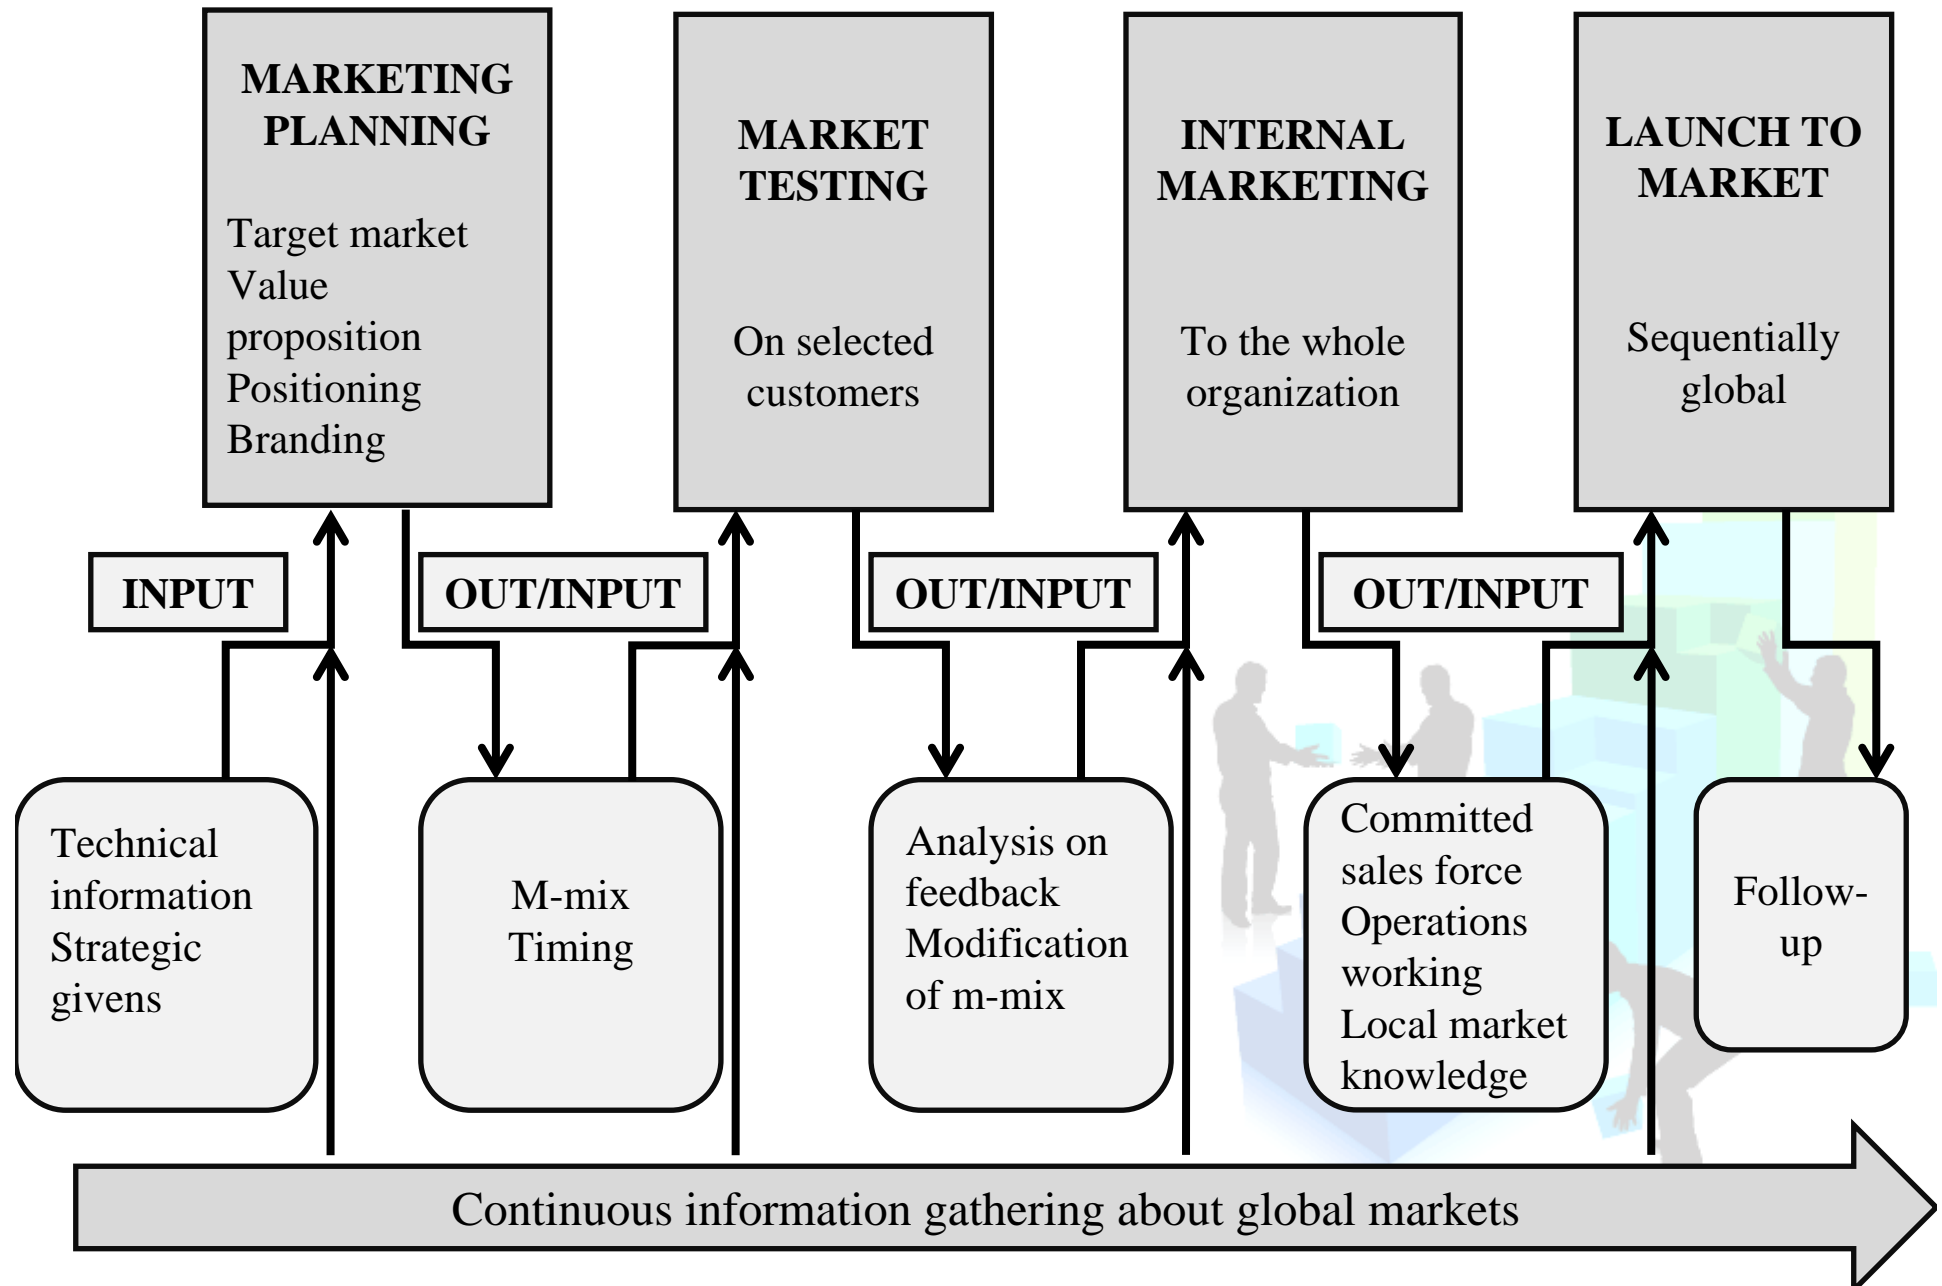 MARKETING
PLANNING
Target market
Value
proposition
Positioning
Branding
MARKET
TESTING
On selected
customers
INTERNAL
MARKETING
To the whole
organization
LAUNCH TO
MARKET
Sequentially
global
INPUT
OUT/INPUT
OUT/INPUT
OUT/INPUT
Technical
information
Strategic
givens
M-mix
Timing
Analysis on
feedback
Modification
of m-mix
Committed
sales force
Operations
working
Local market
knowledge
Follow-
up
Continuous information gathering about global markets